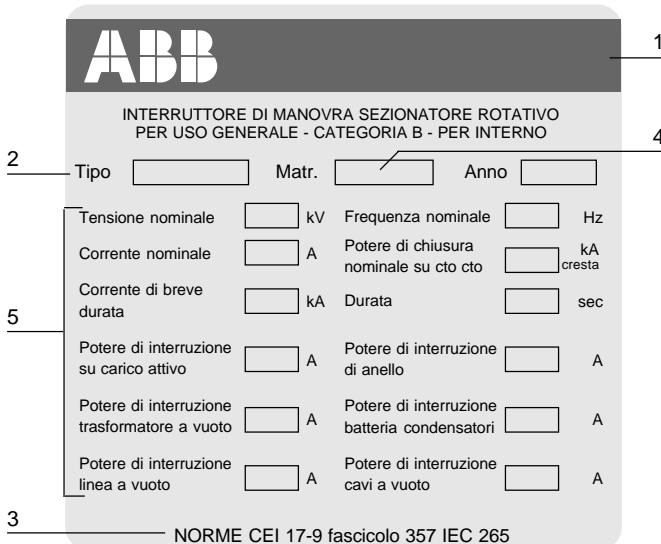 1
ABB
INTERRUTTORE DI MANOVRA SEZIONATORE ROTATIVO
PER USO GENERALE - CATEGORIA B - PER INTERNO
4
2
Tipo Matr. Anno
5
Tensione nominale kV Frequenza nominale Hz
Corrente nominale A Potere di chiusura
nominale su cto cto kA
cresta
Corrente di breve
durata kA Durata sec
Potere di interruzione
su carico attivo A Potere di interruzione
di anello A
Potere di interruzione
trasformatore a vuoto A Potere di interruzione
batteria condensatori A
Potere di interruzione
linea a vuoto A Potere di interruzione
cavi a vuoto A
3
NORME CEI 17-9 fascicolo 357 IEC 265